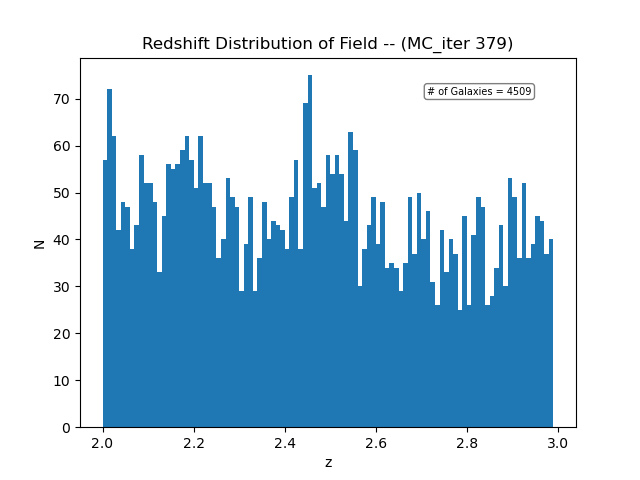 Redshift Distribution of Field -- (MC_iter 379)
# of Galaxies = 4509
70
60
50
40
30
20
10
0
N
2.0 2.2 2.4 2.6 2.8 3.0
z